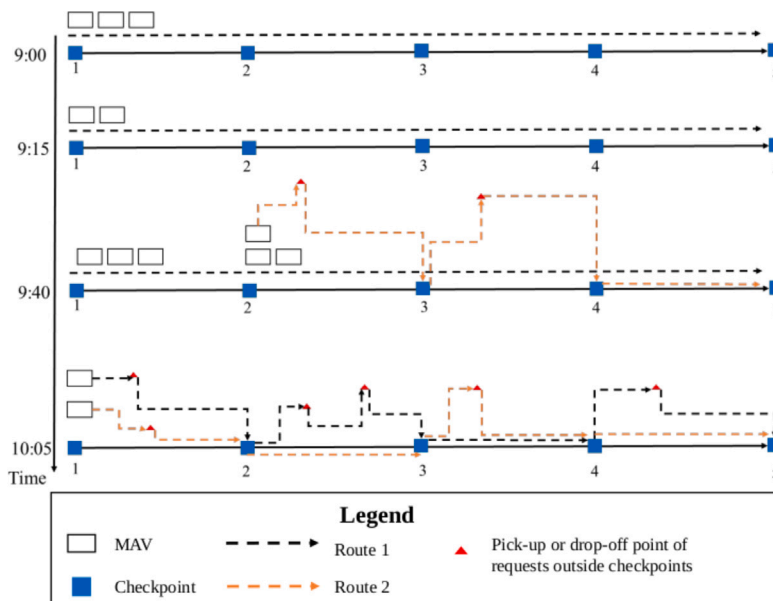 9:00
1 2 3 4
9:15
1 2 3 4
9:40
1 2 3 4
10:05
1 2 3 4
Time
Legend
MAV
Route 1
Pick-up or drop-off point of
requests outside checkpoints
Checkpoint
Route 2